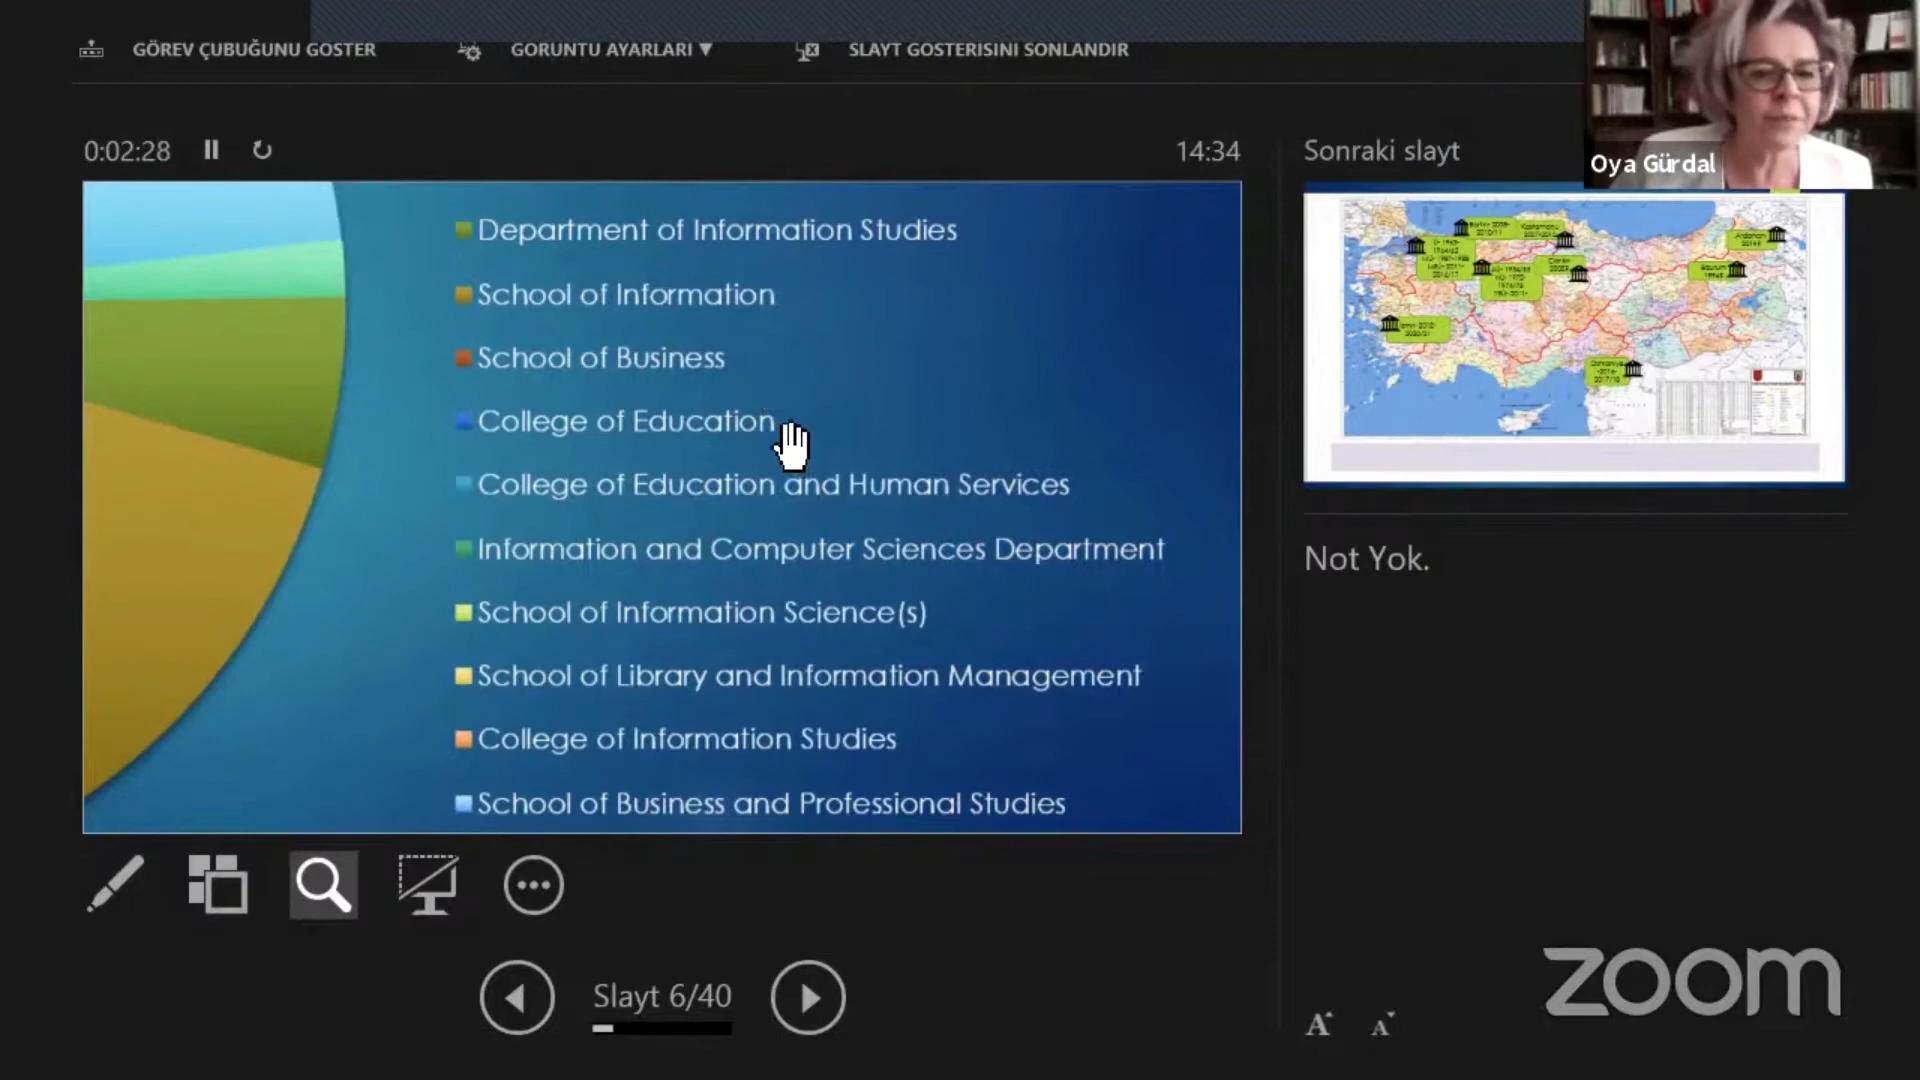 GÖREV ÇUBUĞUNU GÖSTER
GÖRÜNTÜ AYARLARI ▼
SLAYT GÖSTERİSİNİ SONLANDIR
0:02:28
14:34
Sonraki slayt
Oya Gürdal
Department of Information Studies
School of Information
School of Business
College of Education
College of Education and Human Services
Information and Computer Sciences Department
School of Information Science(s)
School of Library and Information Management
College of Information Studies
School of Business and Professional Studies
Not Yok.
Slayt 6/40
zoom